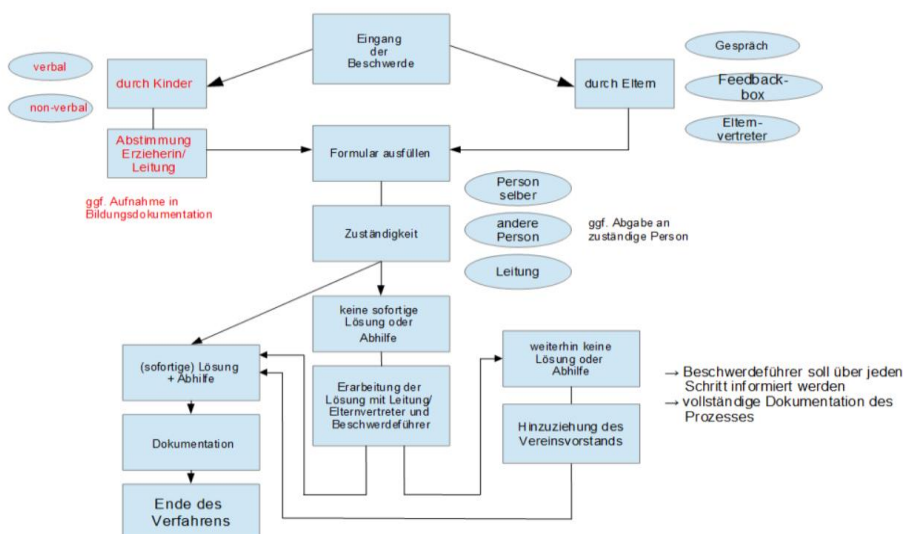 Eingang
der
Beschwerde
verbal
non-verbal
durch Kinder
durch Eltern
Gespräch
Feedback-
box
Eltern-
vertreter
Abstimmung
Erzieherin/
Leitung
ggf. Aufnahme in
Bildungsdokumentation
Formular ausfüllen
Zuständigkeit
Person
selber
andere
Person
Leitung
ggf. Abgabe an
zuständige Person
keine sofortige
Lösung oder
Abhilfe
(sofortige) Lösung
+ Abhilfe
Erarbeitung der
Lösung mit Leitung/
Elternvertreter und
Beschwerdeführer
weiterhin keine
Lösung oder
Abhilfe
Hinzuziehung des
Vereinsvorstands
→ Beschwerdeführer soll über jeden
Schritt informiert werden
→ vollständige Dokumentation des
Prozesses
Dokumentation
Ende des
Verfahrens